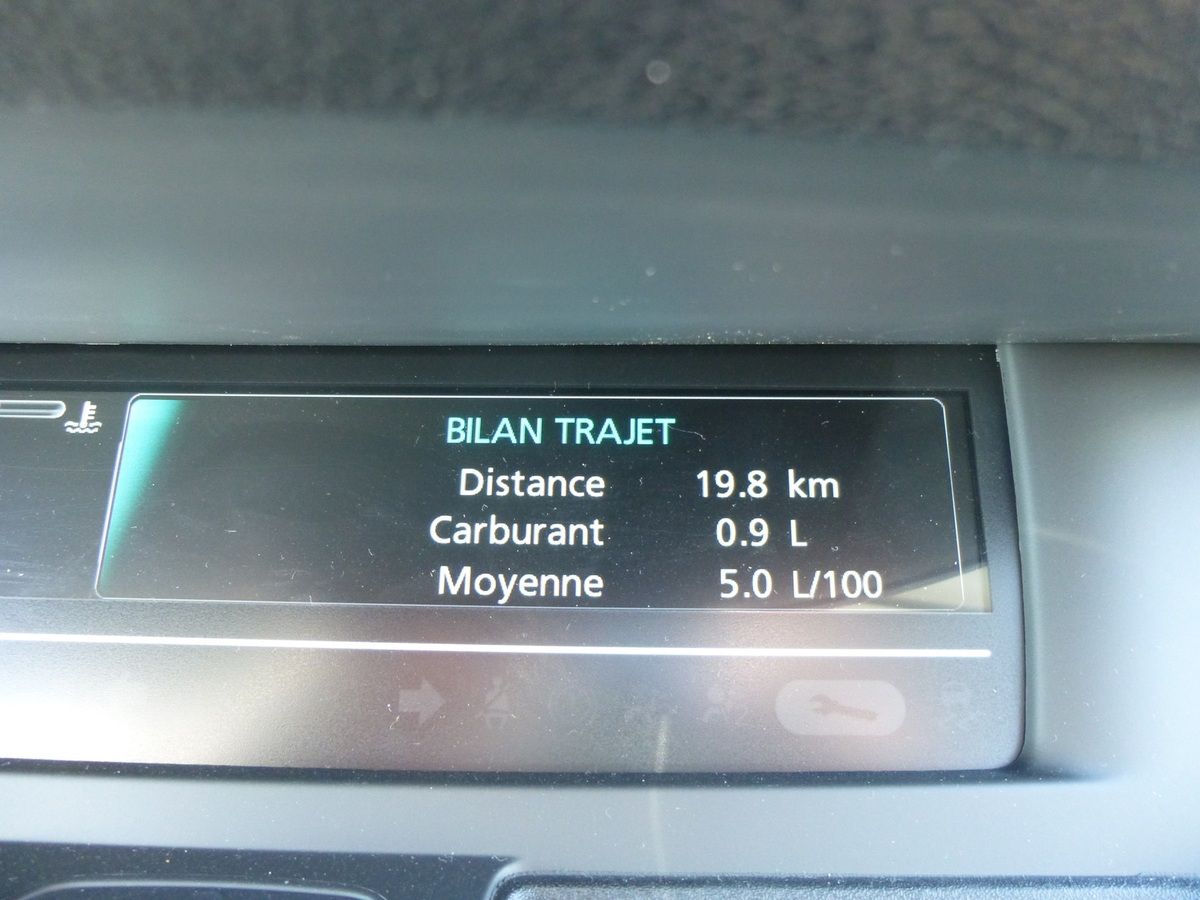 BILAN TRAJET
Distance 19.8 km
Carburant 0.9 L
Moyenne 5.0 L/100